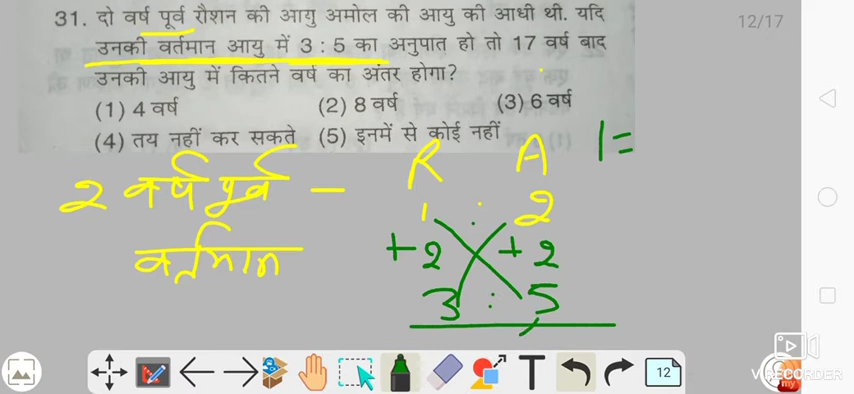 31. दो वर्ष पूर्व रौशन की आयु अमोल की आयु की आधी थी. यदि
12/17
उनकी वर्तमान आयु में 3 : 5 का अनुपात हो तो 17 वर्ष बाद
उनकी आयु में कितने वर्ष का अंतर होगा?
(1) 4 वर्ष (2) 8 वर्ष (3) 6 वर्ष
(4) तय नहीं कर सकते (5) इनमें से कोई नहीं
R A 1=
2 वर्ष पूर्व – 1 : 2
+2 +2
वर्तमान 3 : 5
T 12
VIDEORECORDER